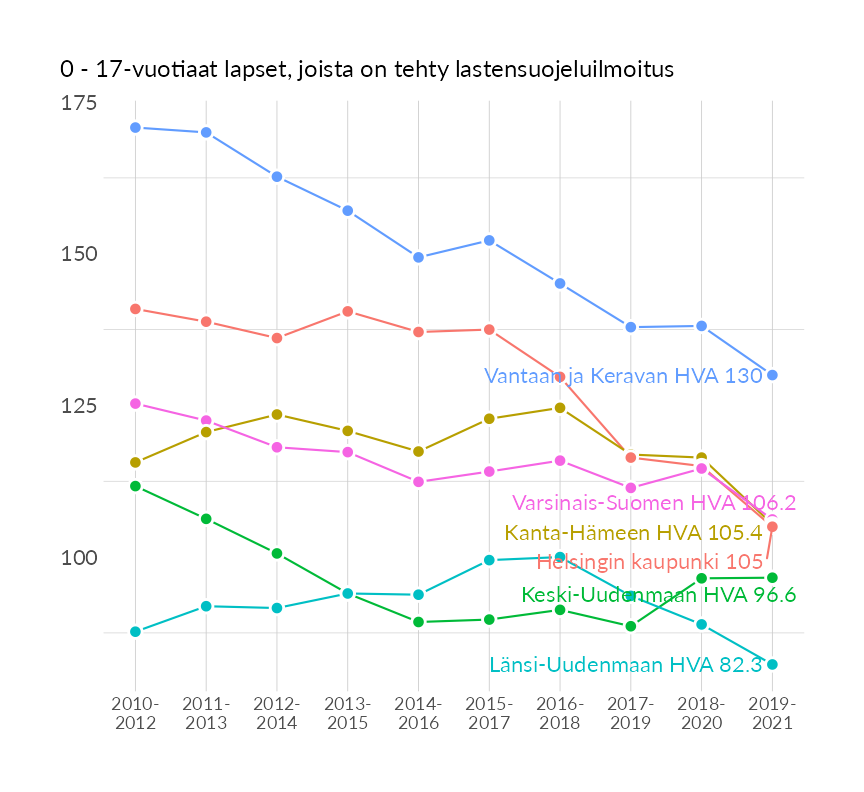 0 - 17-vuotiaat lapset, joista on tehty lastensuojeluilmoitus
175
150
125
100
Vantaan ja Keravan HVA 130
Varsinais-Suomen HVA 106.2
Kanta-Hämeen HVA 105.4
Helsingin kaupunki 105
Keski-Uudenmaan HVA 96.6
Länsi-Uudenmaan HVA 82.3
2010- 2011- 2012- 2013- 2014- 2015- 2016- 2017- 2018- 2019-
2012 2013 2014 2015 2016 2017 2018 2019 2020 2021